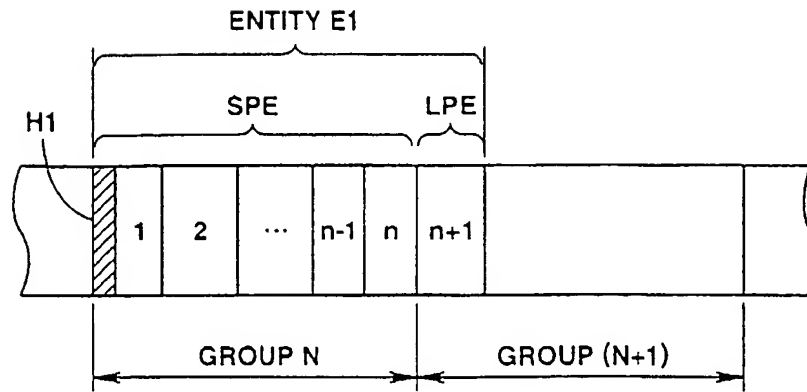 ENTITY E1
SPE LPE
H1
1 2 ... n-1 n n+1
GROUP N GROUP (N+1)